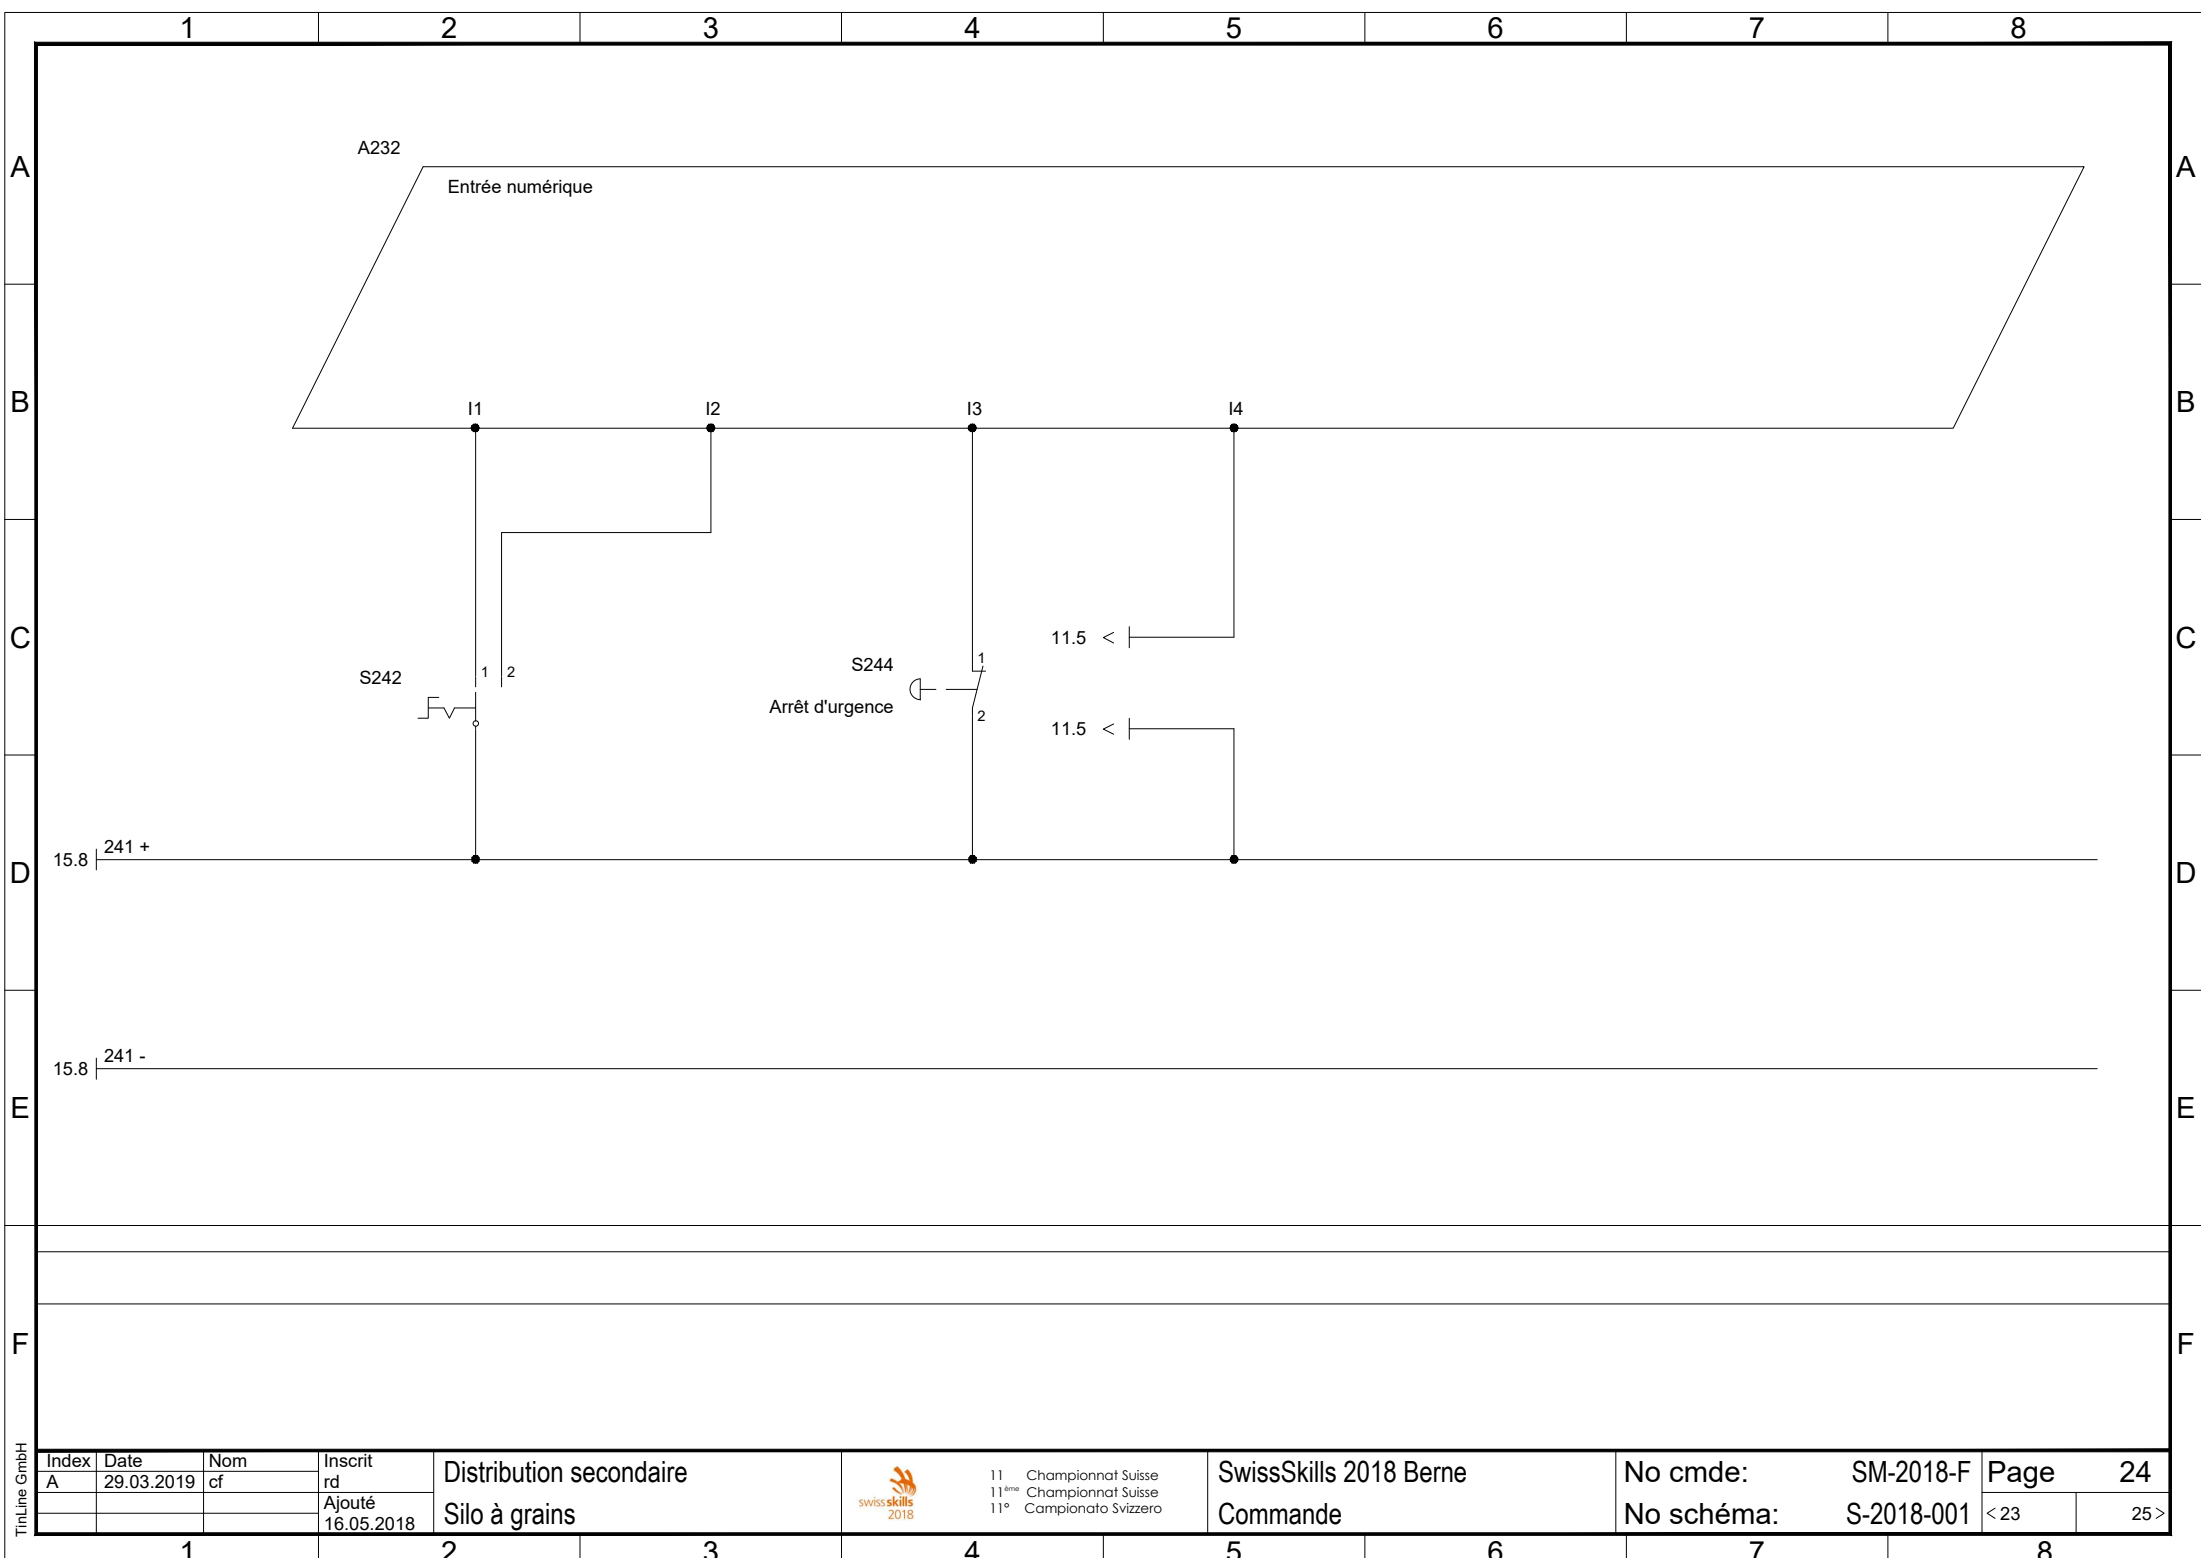 1 2 3 4 5 6 7 8
A232
A A
Entrée numérique
B B
I1 I2 I3 I4
C C
11.5 <
1
S244
1 2
S242
Arrêt d'urgence
2
11.5 <
241 +
15.8
D D
241 -
15.8
E E
F F
TinLine GmbH
Index Date Nom Inscrit
A 29.03.2019 cf rd
Ajouté
16.05.2018
Distribution secondaire
Silo à grains
swissskills
2018
11 Championnat Suisse
11ème Championnat Suisse
11° Campionato Svizzero
SwissSkills 2018 Berne
Commande
No cmde: SM-2018-F
No schéma: S-2018-001
Page 24
< 23 25 >
1 2 3 4 5 6 7 8